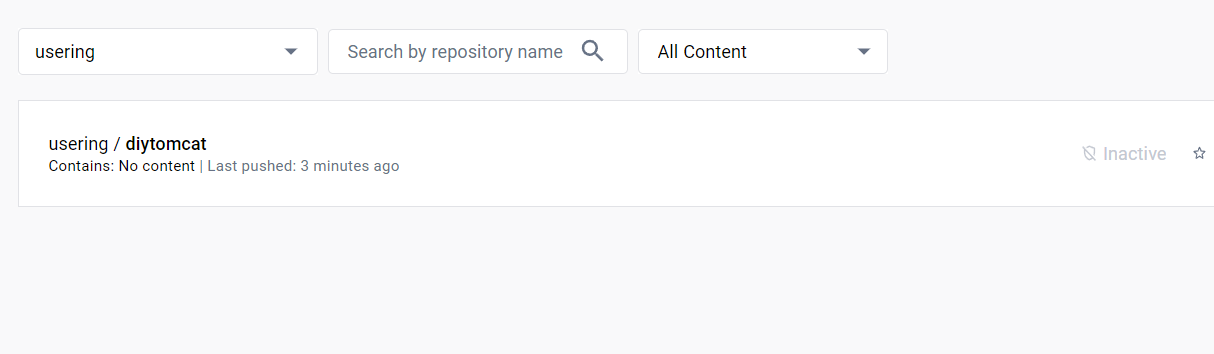 usering
Search by repository name
All Content
usering / diytomcat
Contains: No content | Last pushed: 3 minutes ago
Inactive